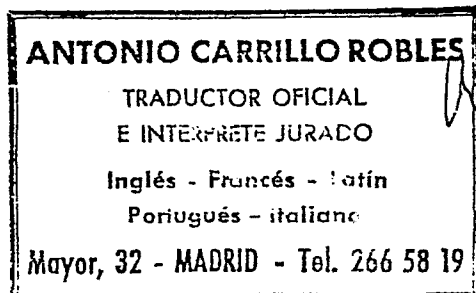 ANTONIO CARRILLO ROBLES
TRADUCTOR OFICIAL
E INTERPRETE JURADO
Inglés - Francés - Latín
Portugués - italiano
Mayor, 32 - MADRID - Tel. 266 58 19